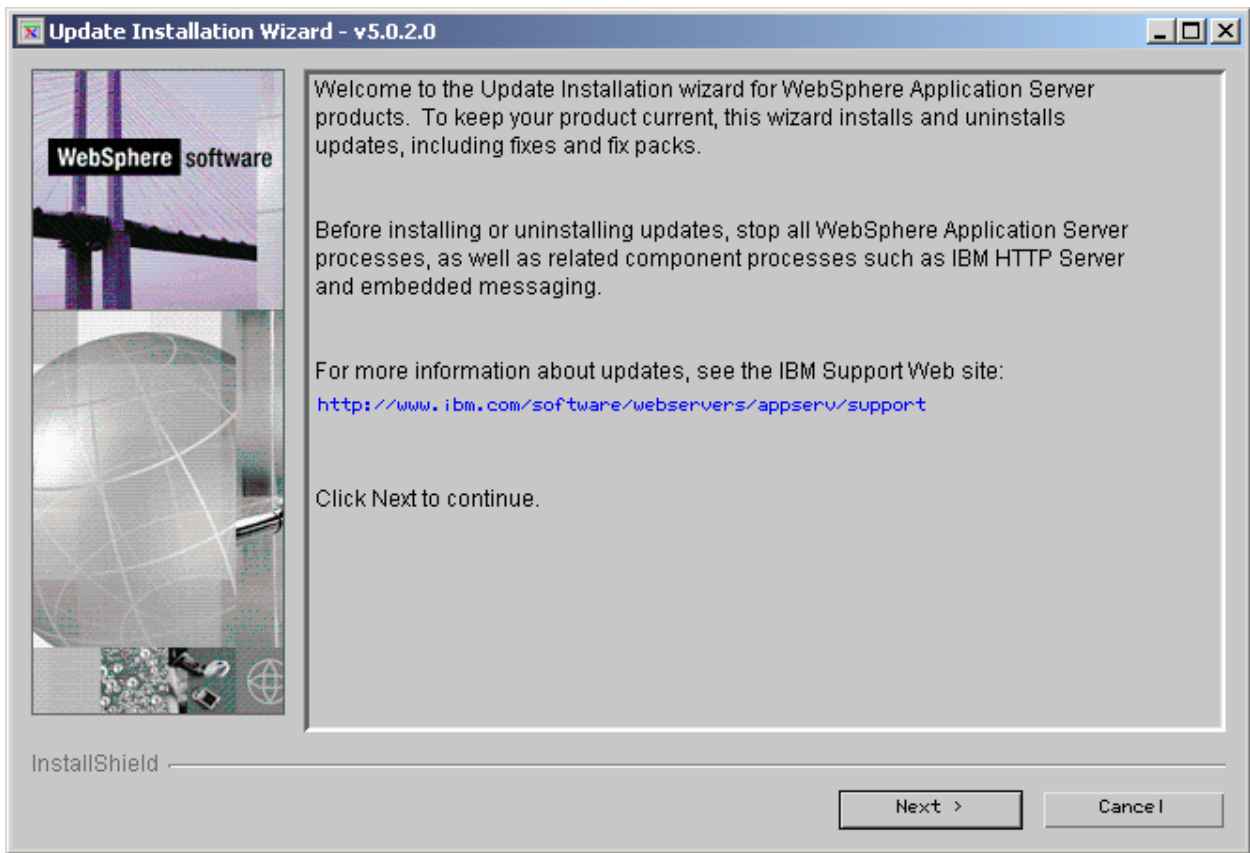 Update Installation Wizard - v5.0.2.0
WebSphere software
Welcome to the Update Installation wizard for WebSphere Application Server
products. To keep your product current, this wizard installs and uninstalls
updates, including fixes and fix packs.
Before installing or uninstalling updates, stop all WebSphere Application Server
processes, as well as related component processes such as IBM HTTP Server
and embedded messaging.
For more information about updates, see the IBM Support Web site:
http://www.ibm.com/software/webservers/appserv/support
Click Next to continue.
InstallShield
Next >
Cancel